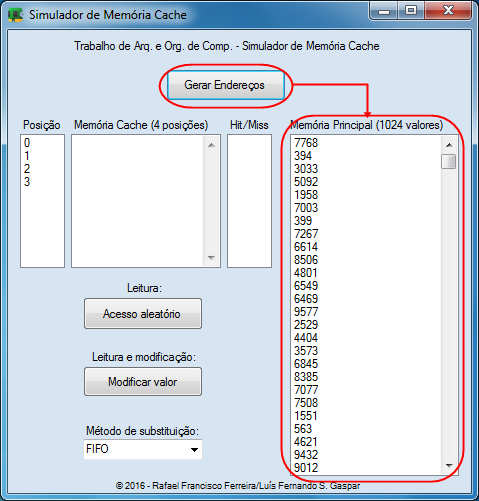 Simulador de Memória Cache
Trabalho de Arq. e Org. de Comp. - Simulador de Memória Cache
Gerar Endereços
Posição
0
1
2
3
Memória Cache (4 posições)
Hit/Miss
Memória Principal (1024 valores)
7768
394
3033
5092
1958
7003
399
7267
6614
8506
4801
6549
6469
9577
2529
4404
3573
6845
8385
7077
7508
1551
563
4621
9432
9012
Leitura:
Acesso aleatório
Leitura e modificação:
Modificar valor
Método de substituição:
FIFO
© 2016 - Rafael Francisco Ferreira/Luís Fernando S. Gaspar